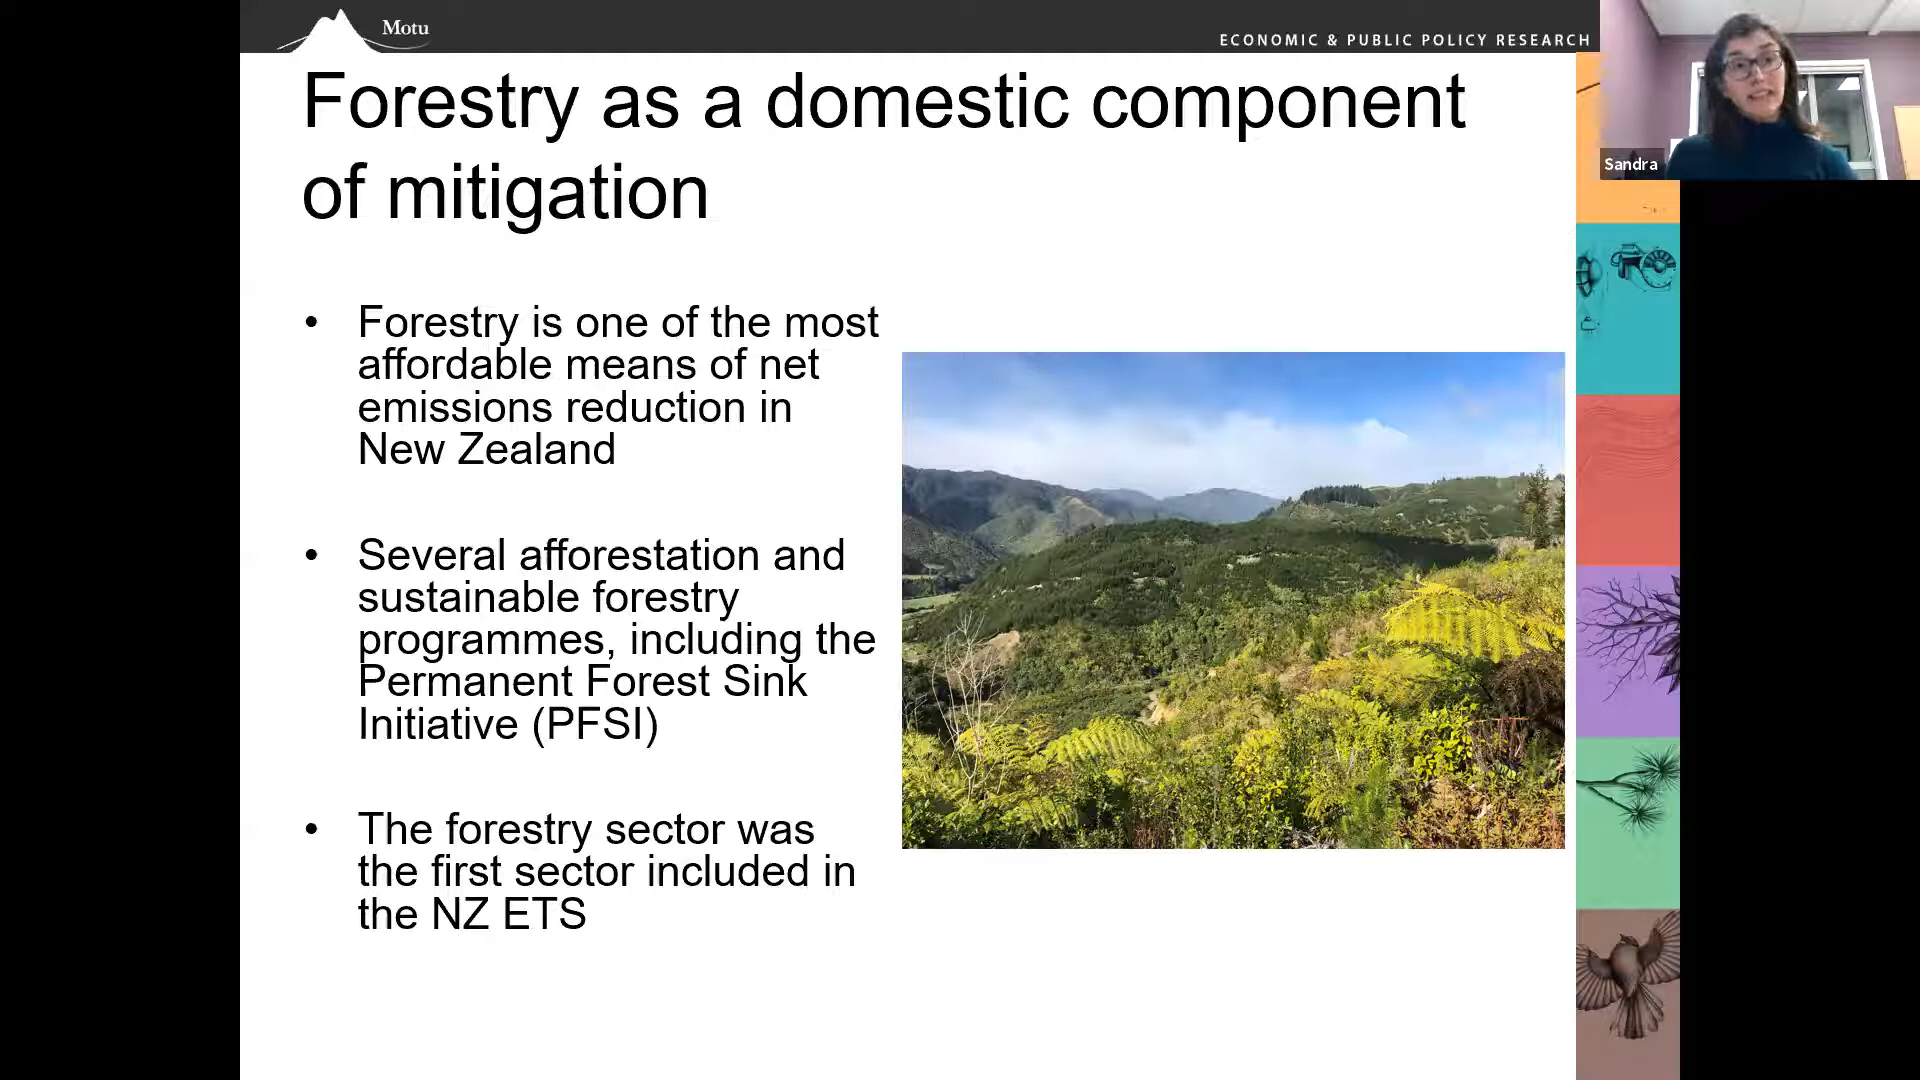 Motu
ECONOMIC & PUBLIC POLICY RESEARCH
Sandra
Forestry as a domestic component
of mitigation
• Forestry is one of the most
affordable means of net
emissions reduction in
New Zealand
• Several afforestation and
sustainable forestry
programmes, including the
Permanent Forest Sink
Initiative (PFSI)
• The forestry sector was
the first sector included in
the NZ ETS